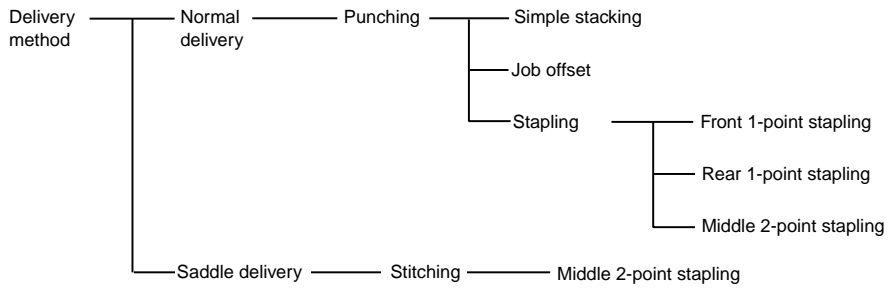 Delivery
method
Normal
delivery
Punching
Simple stacking
Job offset
Stapling
Front 1-point stapling
Rear 1-point stapling
Middle 2-point stapling
Saddle delivery
Stitching
Middle 2-point stapling